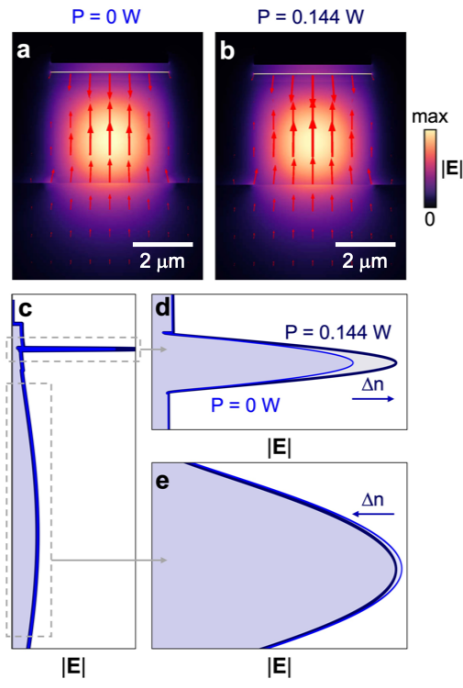 P = 0 W
P = 0.144 W
a
b
max
|E|
0
2 μm
2 μm
c
d
P = 0.144 W
Δn
P = 0 W
|E|
e
Δn
|E|
|E|